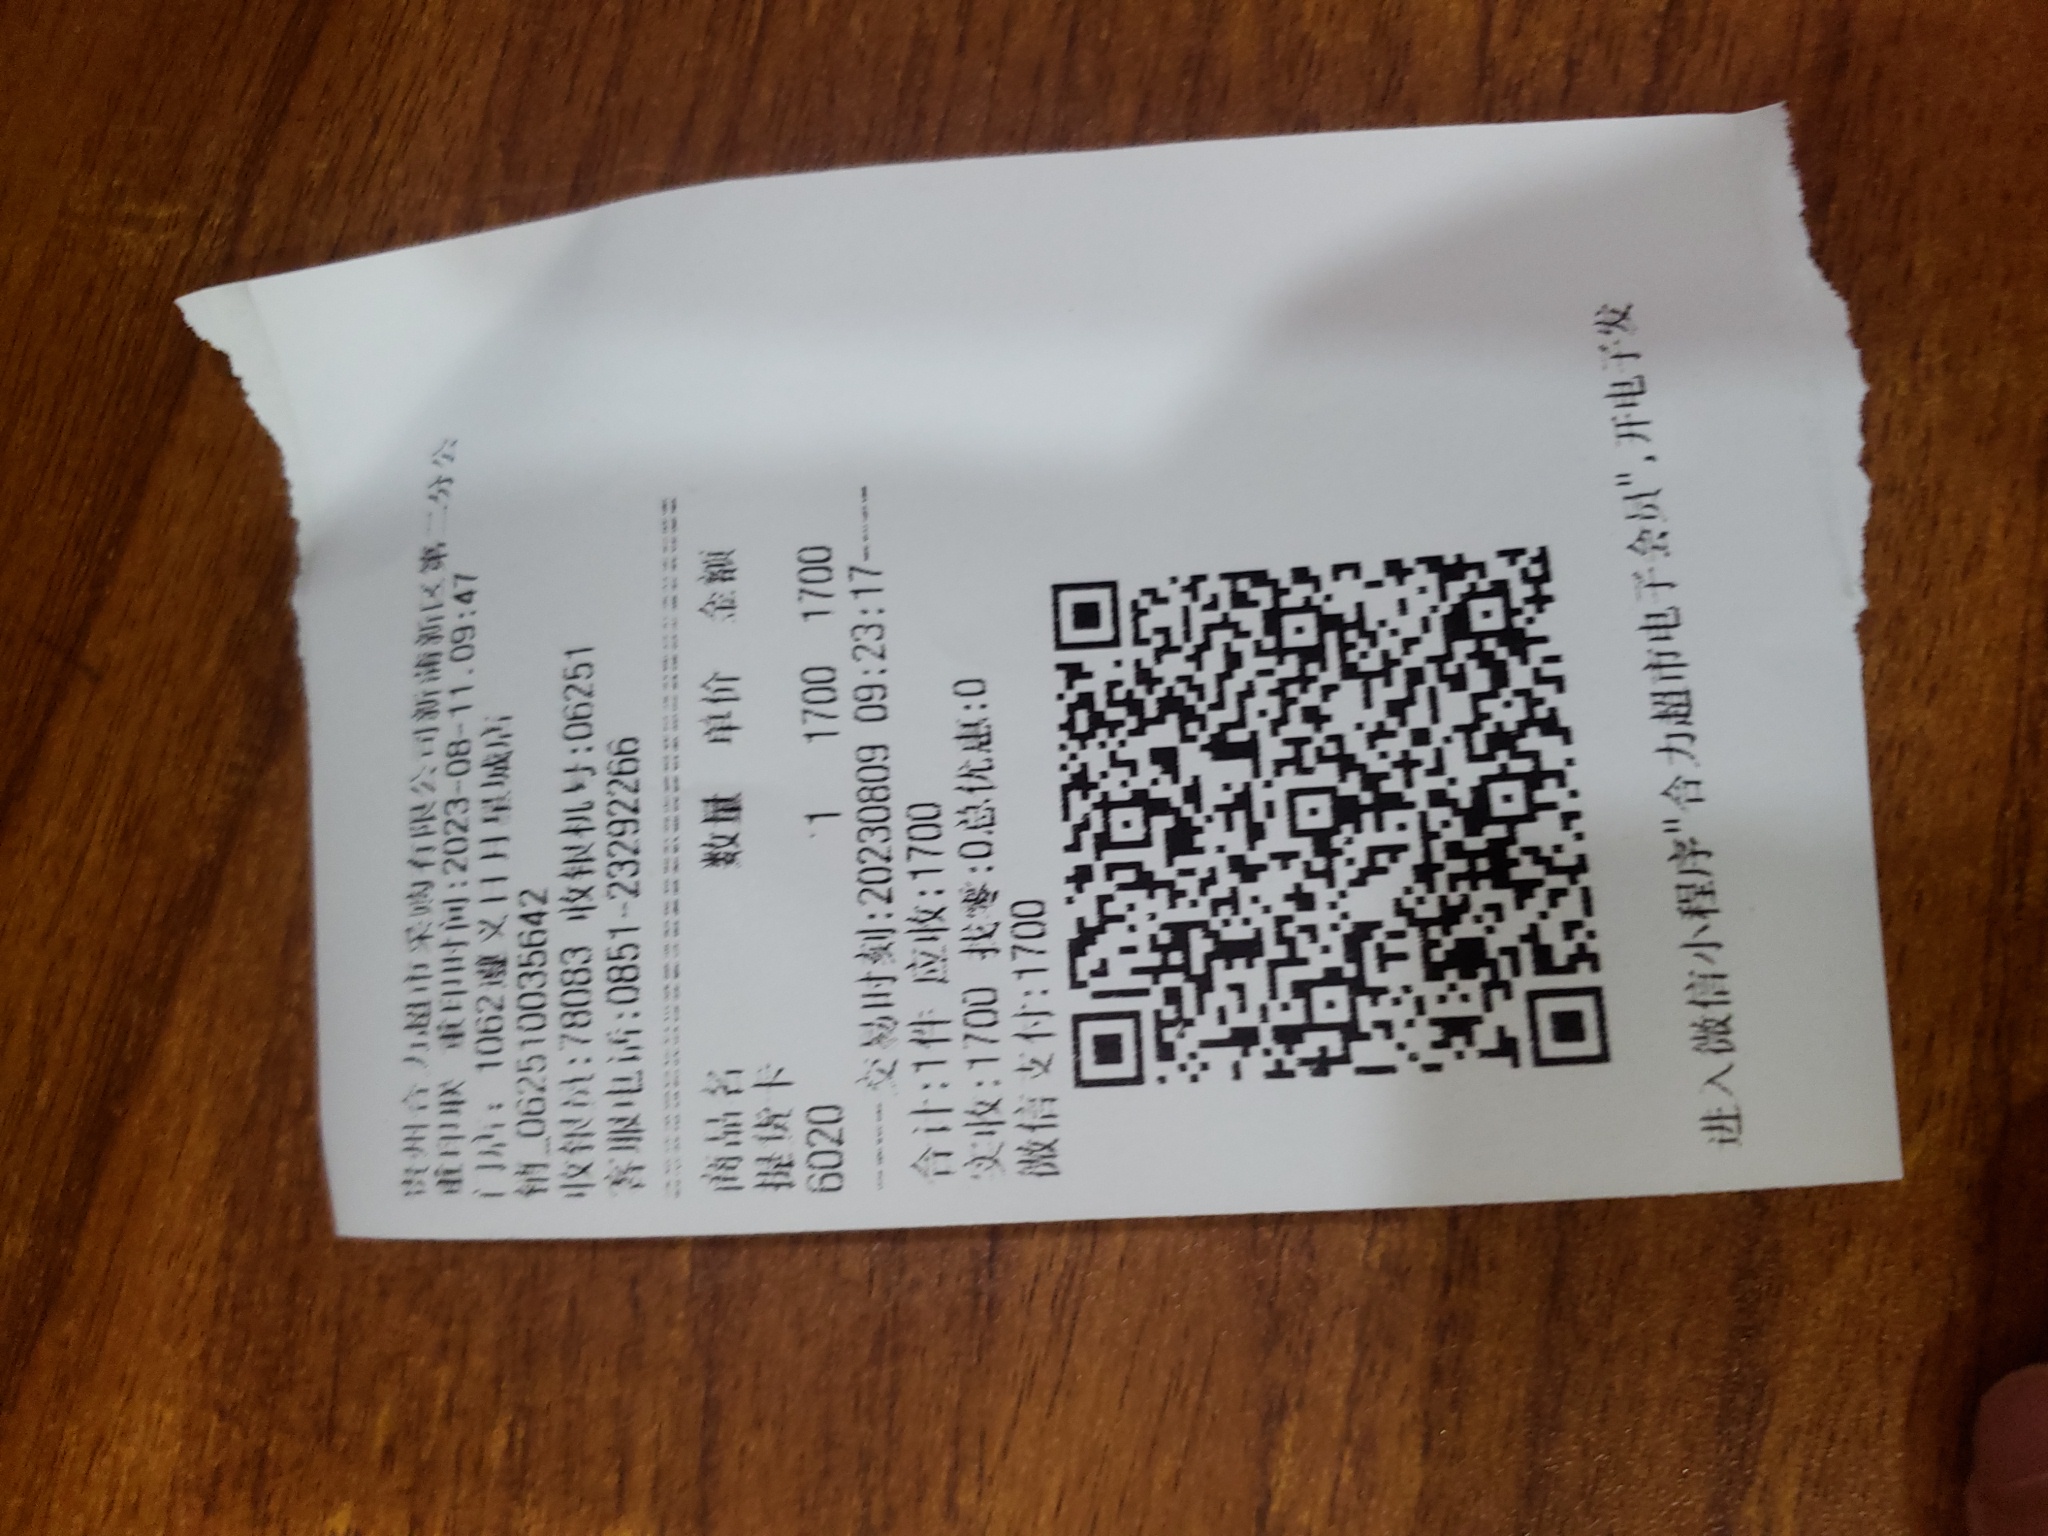 贵州合力超市采购有限公司新蒲新区第二分公
重印联 重印时间:2023-08-11.09:47
门店: 1062遵义日月星城店
销_062510035642
收银员:78083 收银机号:06251
客服电话:0851-23292266
商品名 数量 单价 金额
提货卡
6020 1 1700 1700
------交易时刻:20230809 09:23:17------
合计:1件 应收:1700
实收:1700 找零:0总优惠:0
微信支付:1700
进入微信小程序"合力超市电子会员",开电子发